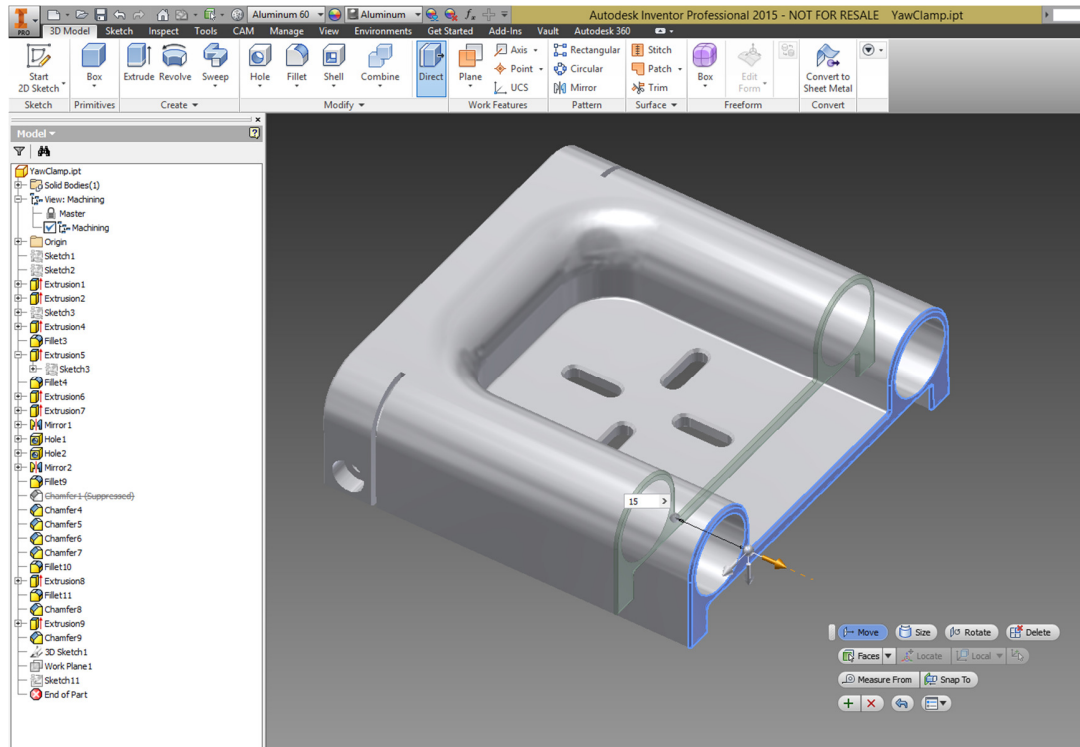 Aluminum 60 Aluminum Autodesk Inventor Professional 2015 - NOT FOR RESALE YawClamp.ipt
PRO 3D Model Sketch Inspect Tools CAM Manage View Environments Get Started Add-Ins Vault Autodesk 360
Start
2D Sketch
Box
Extrude Revolve Sweep
Hole Fillet Shell Combine
Direct
Plane
Axis
Point
UCS
Rectangular
Circular
Mirror
Stitch
Patch
Trim
Box
Edit
Form
Convert to
Sheet Metal
Sketch Primitives Create Modify Work Features Pattern Surface Freeform Convert
Model
YawClamp.ipt
Solid Bodies(1)
View: Machining
Master
Machining
Origin
Sketch1
Sketch2
Extrusion1
Extrusion2
Sketch3
Extrusion4
Fillet3
Extrusion5
Sketch3
Fillet4
Extrusion6
Extrusion7
Mirror1
Hole1
Hole2
Mirror2
Fillet9
Chamfer1 (Suppressed)
Chamfer4
Chamfer5
Chamfer6
Chamfer7
Fillet10
Extrusion8
Fillet11
Chamfer8
Extrusion9
Chamfer9
3D Sketch1
Work Plane1
Sketch11
End of Part
15
Move Size Rotate Delete
Faces Locate Local
Measure From Snap To